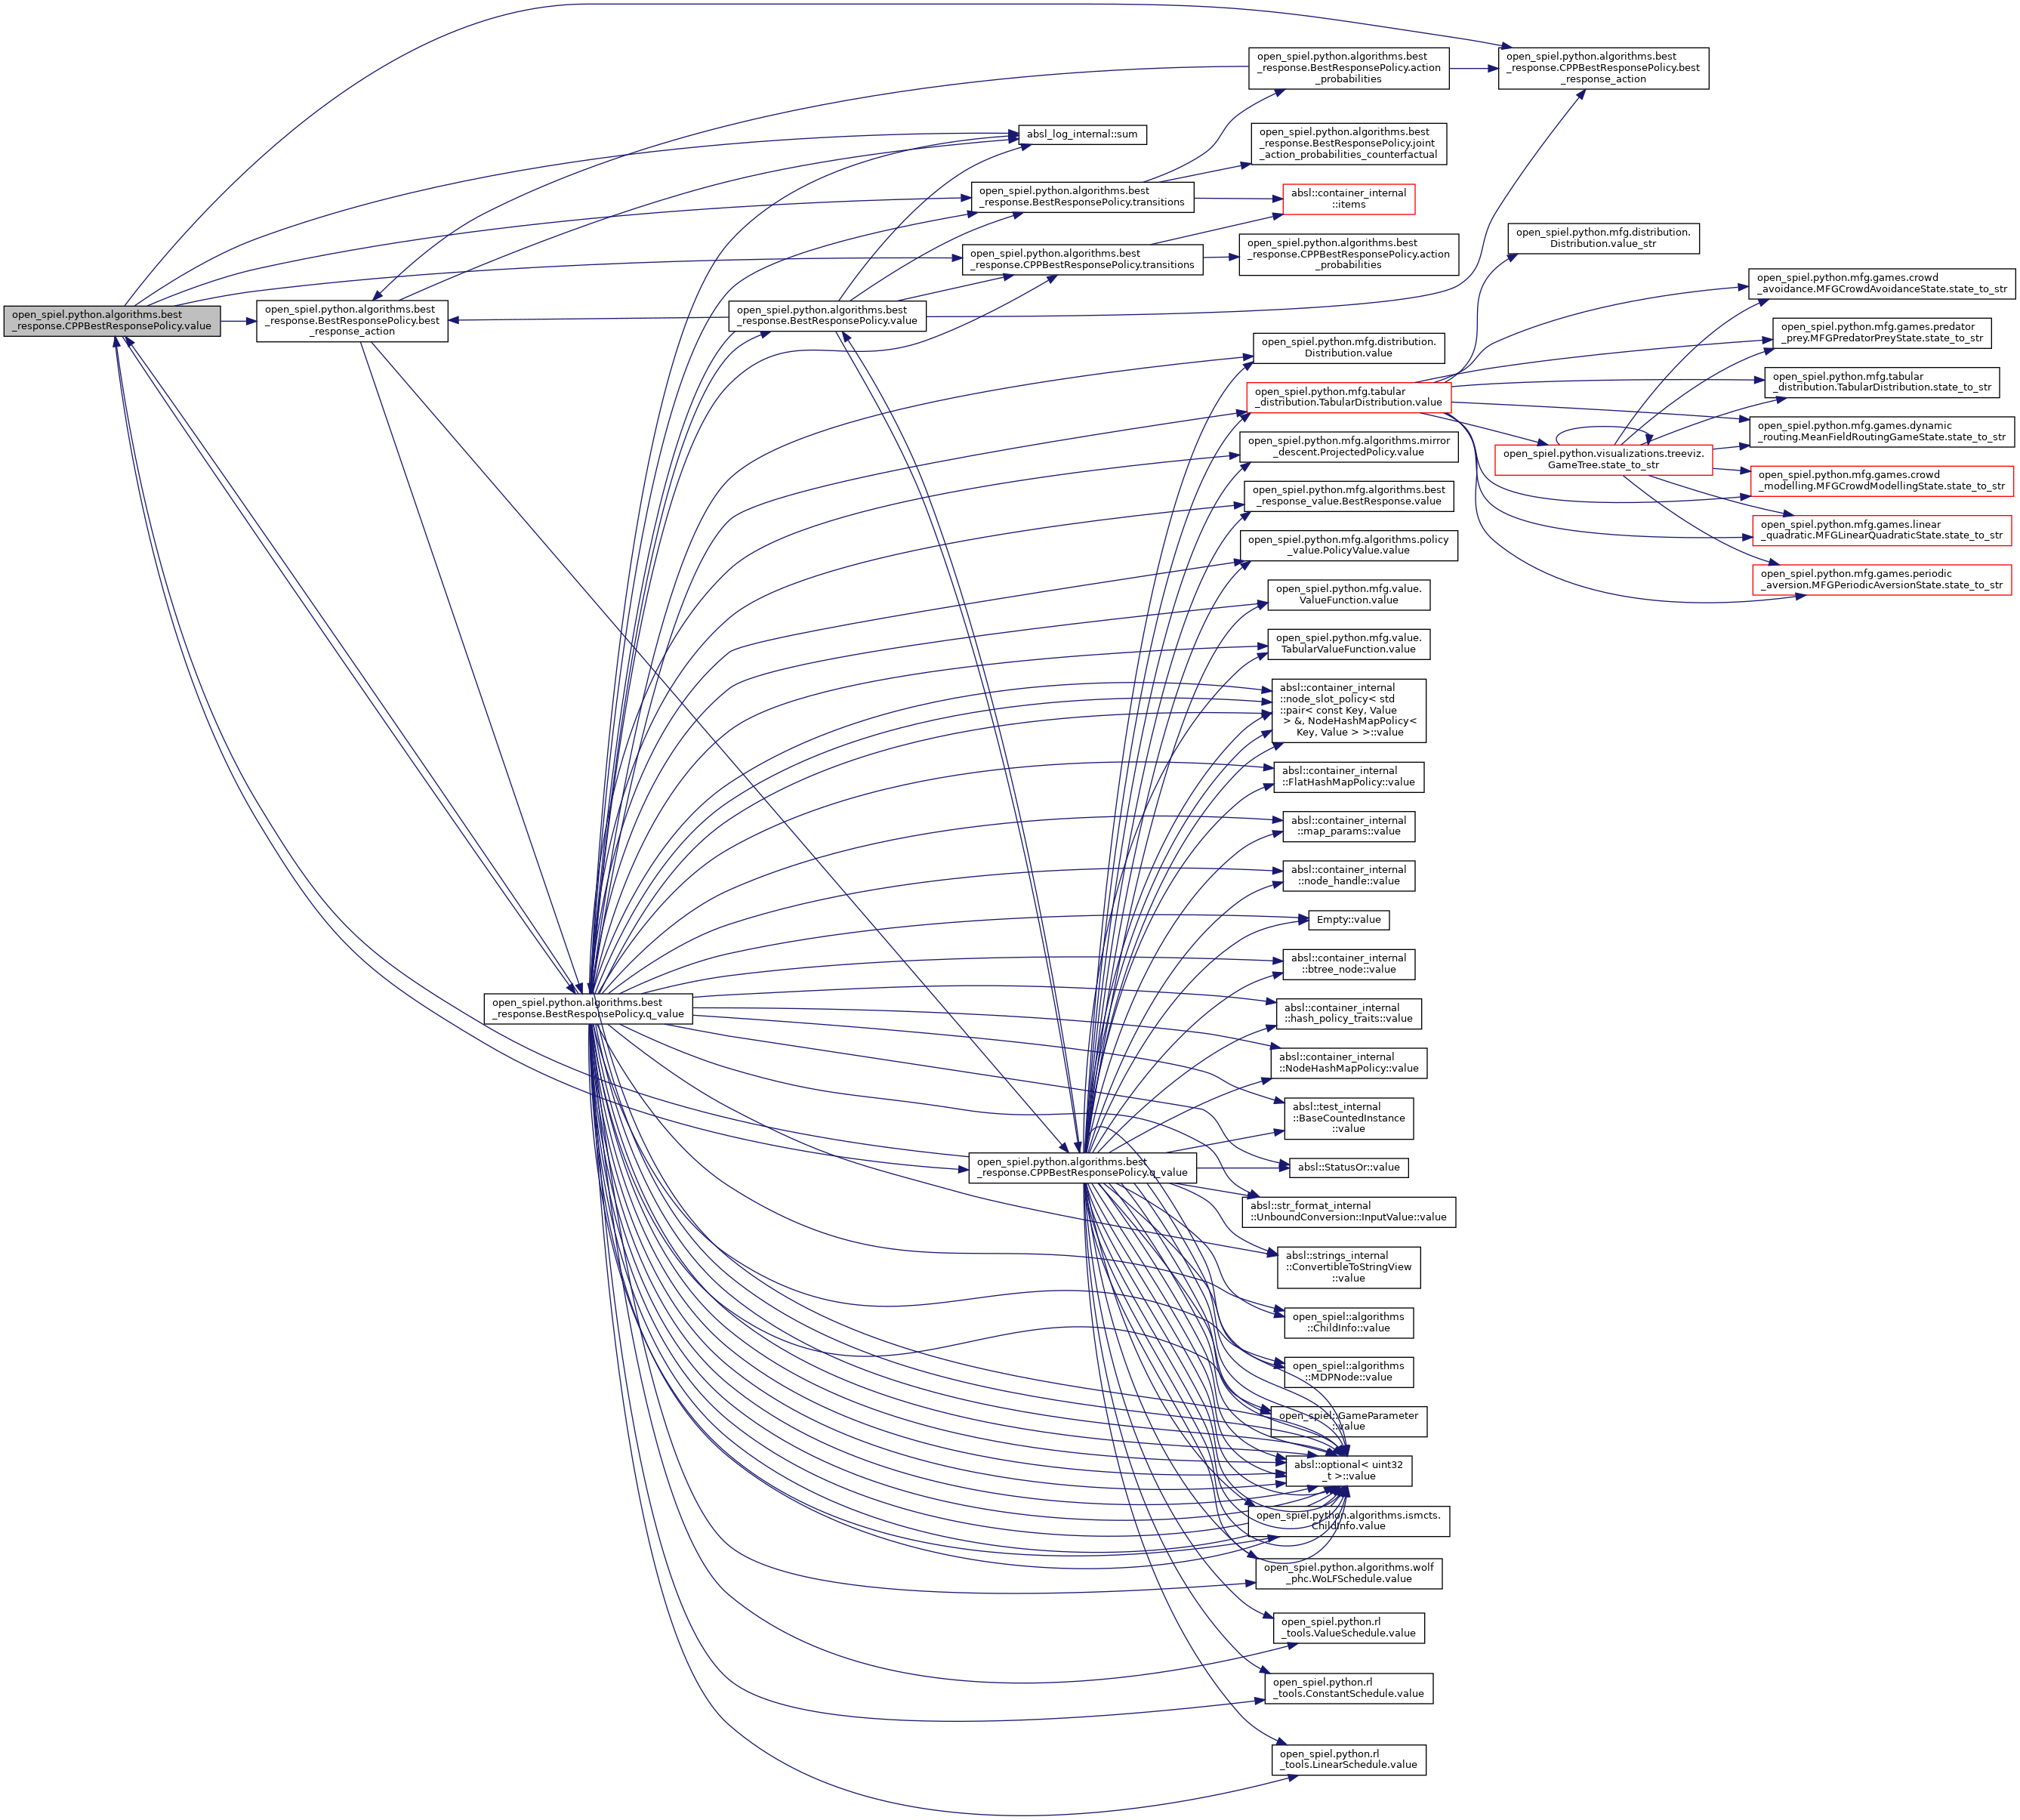 open_spiel.python.algorithms.best
_response.CPPBestResponsePolicy.value
open_spiel.python.algorithms.best
_response.BestResponsePolicy.best
_response_action
open_spiel.python.algorithms.best
_response.BestResponsePolicy.q_value
open_spiel.python.algorithms.best
_response.BestResponsePolicy.value
absl_log_internal::sum
open_spiel.python.algorithms.best
_response.BestResponsePolicy.transitions
open_spiel.python.algorithms.best
_response.CPPBestResponsePolicy.transitions
open_spiel.python.algorithms.best
_response.CPPBestResponsePolicy.q_value
open_spiel.python.algorithms.best
_response.BestResponsePolicy.action
_probabilities
open_spiel.python.algorithms.best
_response.BestResponsePolicy.joint
_action_probabilities_counterfactual
absl::container_internal
::items
open_spiel.python.algorithms.best
_response.CPPBestResponsePolicy.action
_probabilities
open_spiel.python.mfg.distribution.
Distribution.value
open_spiel.python.mfg.tabular
_distribution.TabularDistribution.value
open_spiel.python.mfg.algorithms.mirror
_descent.ProjectedPolicy.value
open_spiel.python.mfg.algorithms.best
_response_value.BestResponse.value
open_spiel.python.mfg.algorithms.policy
_value.PolicyValue.value
open_spiel.python.mfg.value.
ValueFunction.value
open_spiel.python.mfg.value.
TabularValueFunction.value
absl::container_internal
::node_slot_policy< std
::pair< const Key, Value
> &, NodeHashMapPolicy<
Key, Value > >::value
absl::container_internal
::FlatHashMapPolicy::value
absl::container_internal
::map_params::value
absl::container_internal
::node_handle::value
Empty::value
absl::container_internal
::btree_node::value
absl::container_internal
::hash_policy_traits::value
absl::container_internal
::NodeHashMapPolicy::value
absl::test_internal
::BaseCountedInstance
::value
absl::StatusOr::value
absl::str_format_internal
::UnboundConversion::InputValue::value
absl::strings_internal
::ConvertibleToStringView
::value
open_spiel::algorithms
::ChildInfo::value
open_spiel::algorithms
::MDPNode::value
open_spiel::GameParameter
::value
absl::optional< uint32
_t >::value
open_spiel.python.algorithms.ismcts.
ChildInfo.value
open_spiel.python.algorithms.wolf
_phc.WoLFSchedule.value
open_spiel.python.rl
_tools.ValueSchedule.value
open_spiel.python.rl
_tools.ConstantSchedule.value
open_spiel.python.rl
_tools.LinearSchedule.value
open_spiel.python.algorithms.best
_response.CPPBestResponsePolicy.best
_response_action
open_spiel.python.mfg.distribution.
Distribution.value_str
open_spiel.python.visualizations.treeviz.
GameTree.state_to_str
open_spiel.python.mfg.games.crowd
_avoidance.MFGCrowdAvoidanceState.state_to_str
open_spiel.python.mfg.games.predator
_prey.MFGPredatorPreyState.state_to_str
open_spiel.python.mfg.tabular
_distribution.TabularDistribution.state_to_str
open_spiel.python.mfg.games.dynamic
_routing.MeanFieldRoutingGameState.state_to_str
open_spiel.python.mfg.games.crowd
_modelling.MFGCrowdModellingState.state_to_str
open_spiel.python.mfg.games.linear
_quadratic.MFGLinearQuadraticState.state_to_str
open_spiel.python.mfg.games.periodic
_aversion.MFGPeriodicAversionState.state_to_str